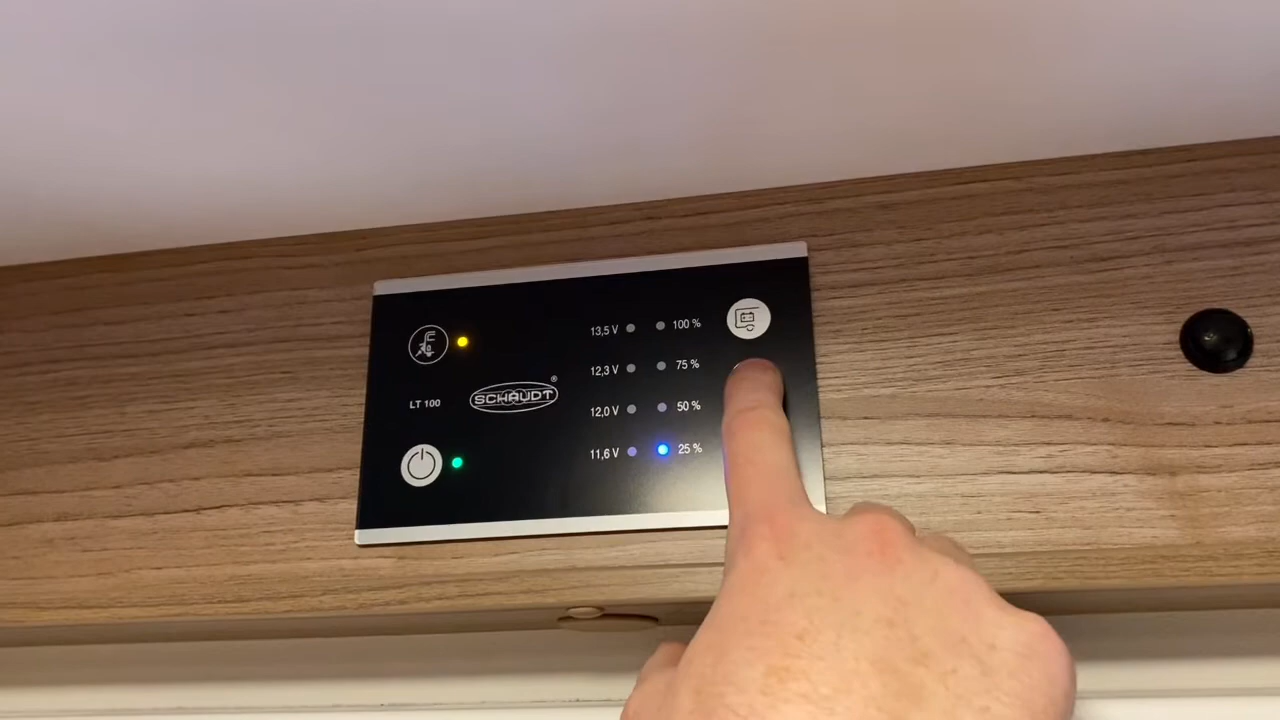 13,5 V 100 %
12,3 V 75 %
LT 100
SCHAUDT ®
12,0 V 50 %
11,6 V 25 %